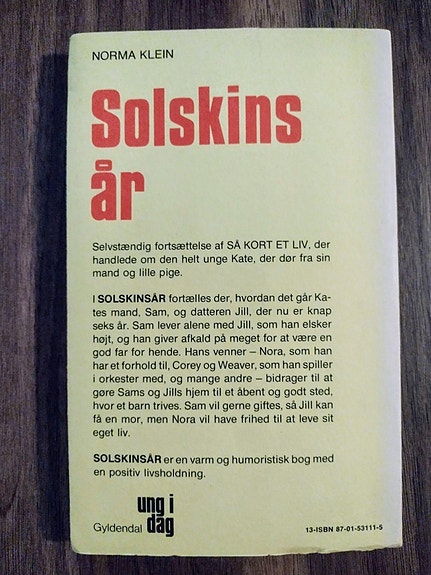 NORMA KLEIN
Solskins
år
Selvstændig fortsættelse af SÅ KORT ET LIV, der
handlede om den helt unge Kate, der dør fra sin
mand og lille pige.
I SOLSKINSÅR fortælles der, hvordan det går Ka-
tes mand, Sam, og datteren Jill, der nu er knap
seks år. Sam lever alene med Jill, som han elsker
højt, og han giver afkald på meget for at være en
god far for hende. Hans venner – Nora, som han
har et forhold til, Corey og Weaver, som han spiller
i orkester med, og mange andre – bidrager til at
gøre Sams og Jills hjem til et åbent og godt sted,
hvor et barn trives. Sam vil gerne giftes, så Jill kan
få en mor, men Nora vil have frihed til at leve sit
eget liv.
SOLSKINSÅR er en varm og humoristisk bog med
en positiv livsholdning.
Gyldendal ung i
dag
13-ISBN 87-01-53111-5